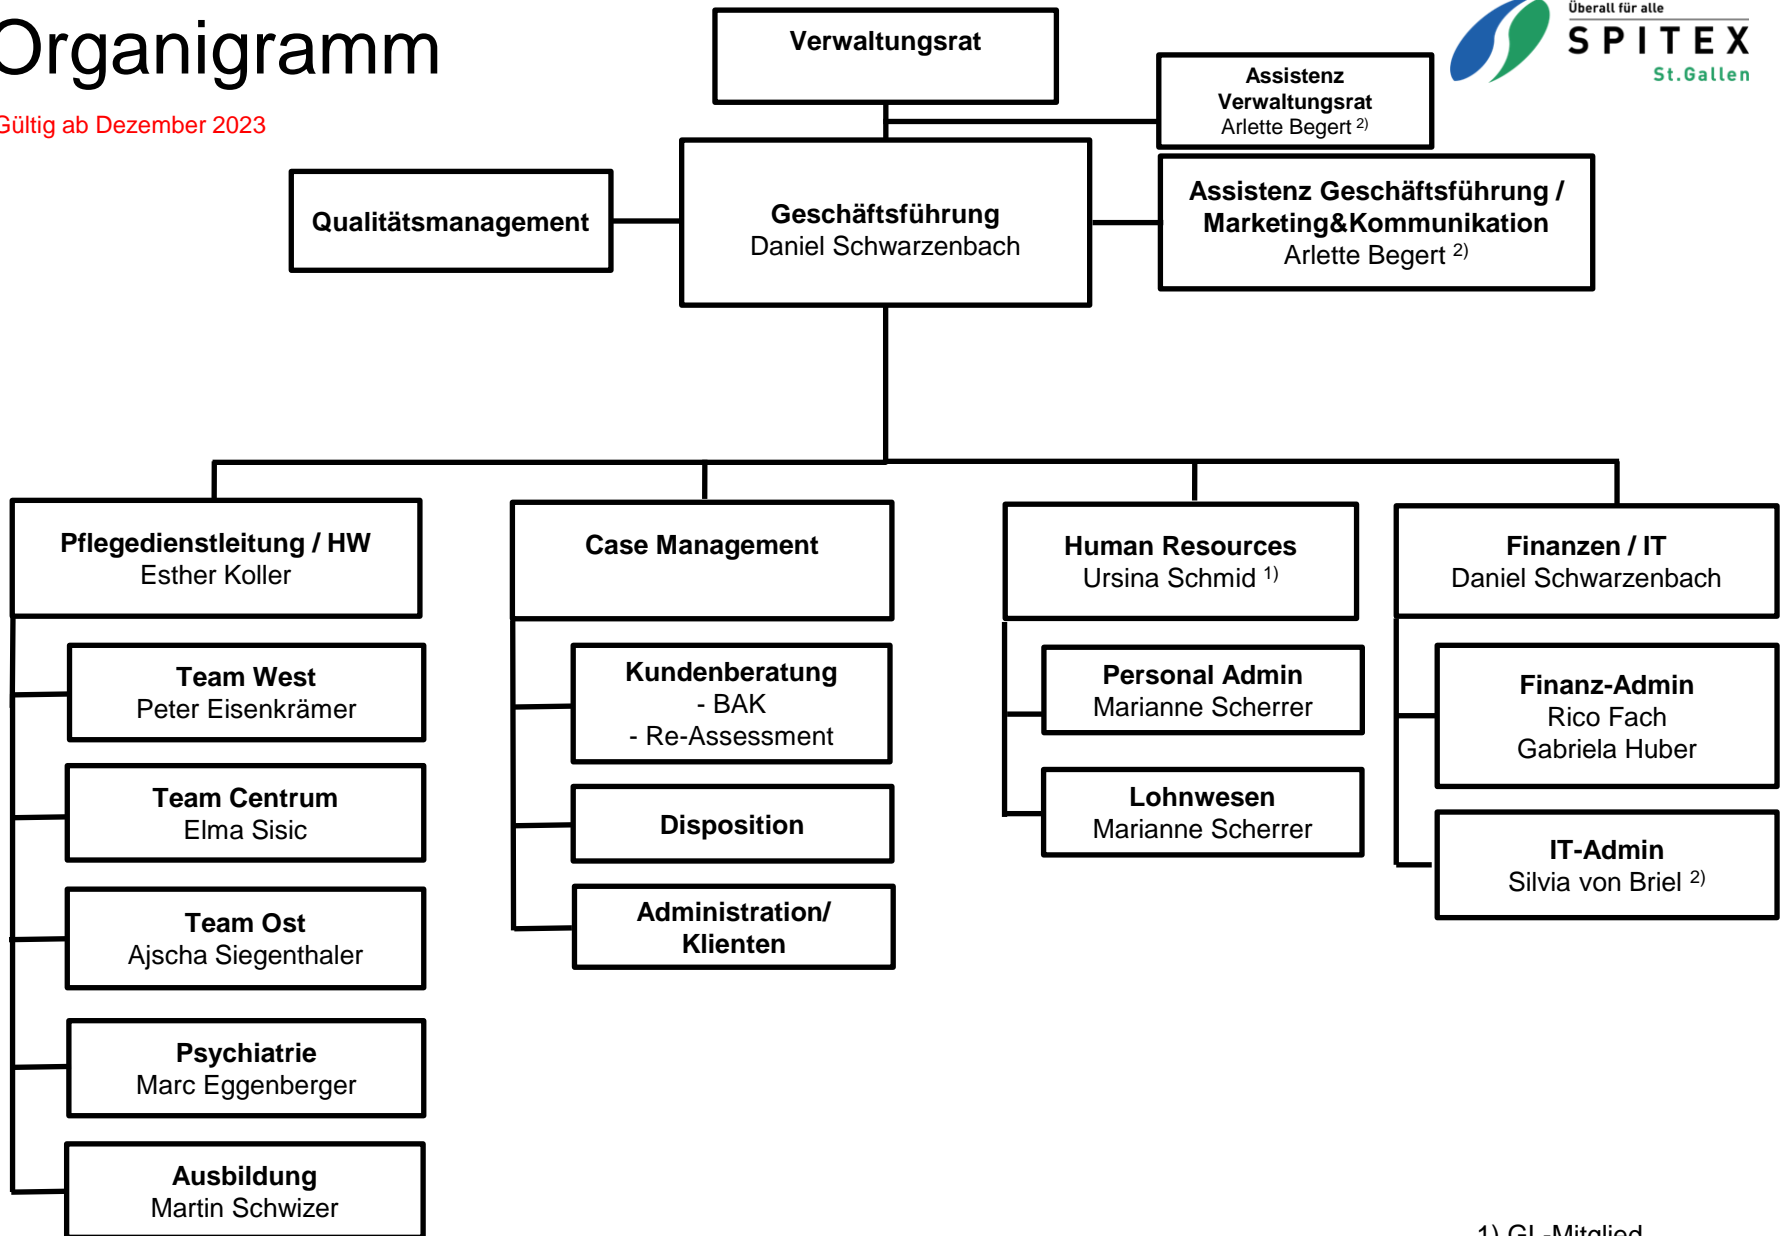 Organigramm
Gültig ab Dezember 2023
Überall für alle
SPITEX
St.Gallen
Verwaltungsrat
Assistenz
Verwaltungsrat
Arlette Begert 2)
Qualitätsmanagement
Geschäftsführung
Daniel Schwarzenbach
Assistenz Geschäftsführung /
Marketing&Kommunikation
Arlette Begert 2)
Pflegedienstleitung / HW
Esther Koller
Team West
Peter Eisenkrämer
Team Centrum
Elma Sisic
Team Ost
Ajscha Siegenthaler
Psychiatrie
Marc Eggenberger
Ausbildung
Martin Schwizer
Case Management
Kundenberatung
- BAK
- Re-Assessment
Disposition
Administration/
Klienten
Human Resources
Ursina Schmid 1)
Personal Admin
Marianne Scherrer
Lohnwesen
Marianne Scherrer
Finanzen / IT
Daniel Schwarzenbach
Finanz-Admin
Rico Fach
Gabriela Huber
IT-Admin
Silvia von Briel 2)
1) GL-Mitglied